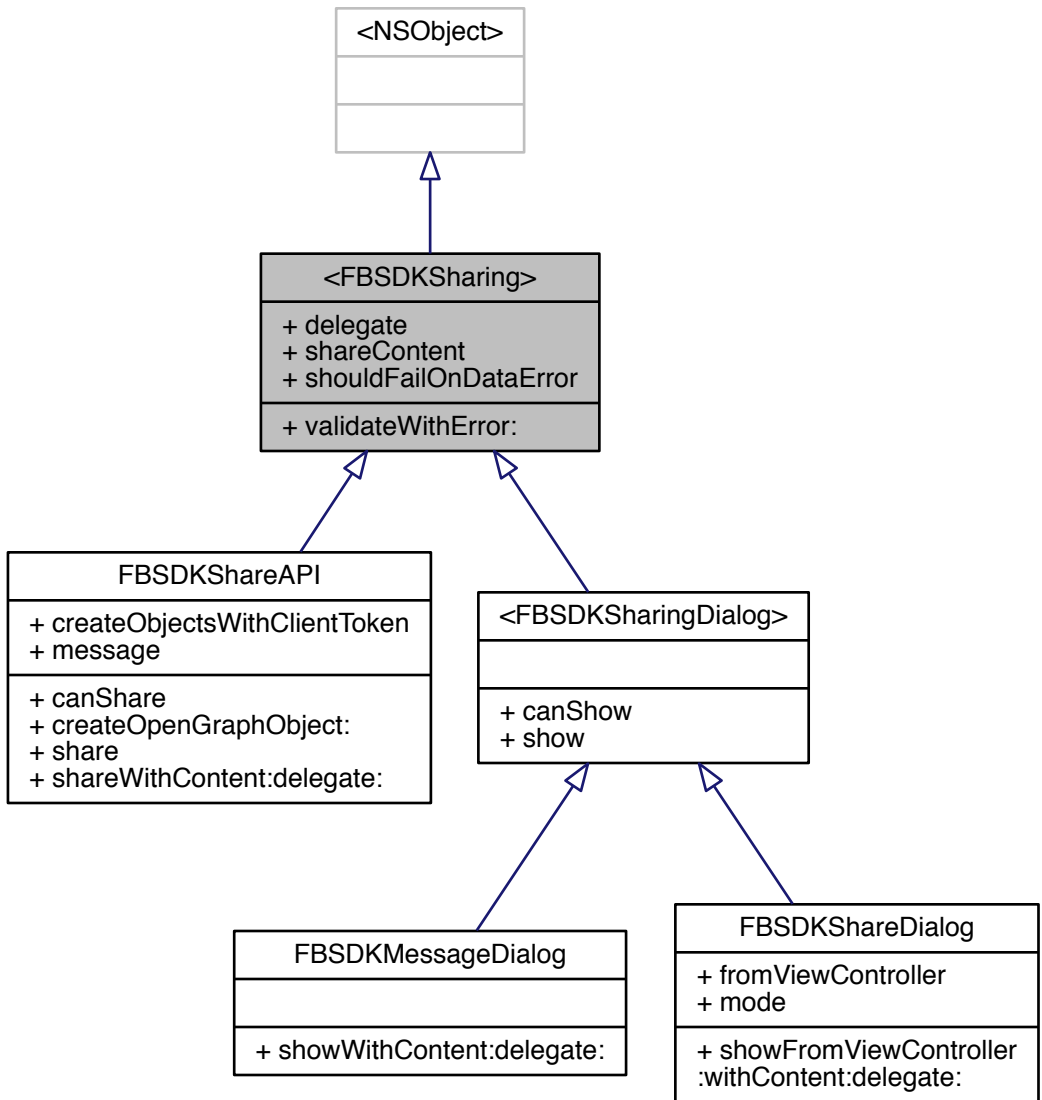 <NSObject>
<FBSDKSharing>
+ delegate
+ shareContent
+ shouldFailOnDataError
+ validateWithError:
FBSDKShareAPI
+ createObjectsWithClientToken
+ message
+ canShare
+ createOpenGraphObject:
+ share
+ shareWithContent:delegate:
<FBSDKSharingDialog>
+ canShow
+ show
FBSDKMessageDialog
+ showWithContent:delegate:
FBSDKShareDialog
+ fromViewController
+ mode
+ showFromViewController
:withContent:delegate: